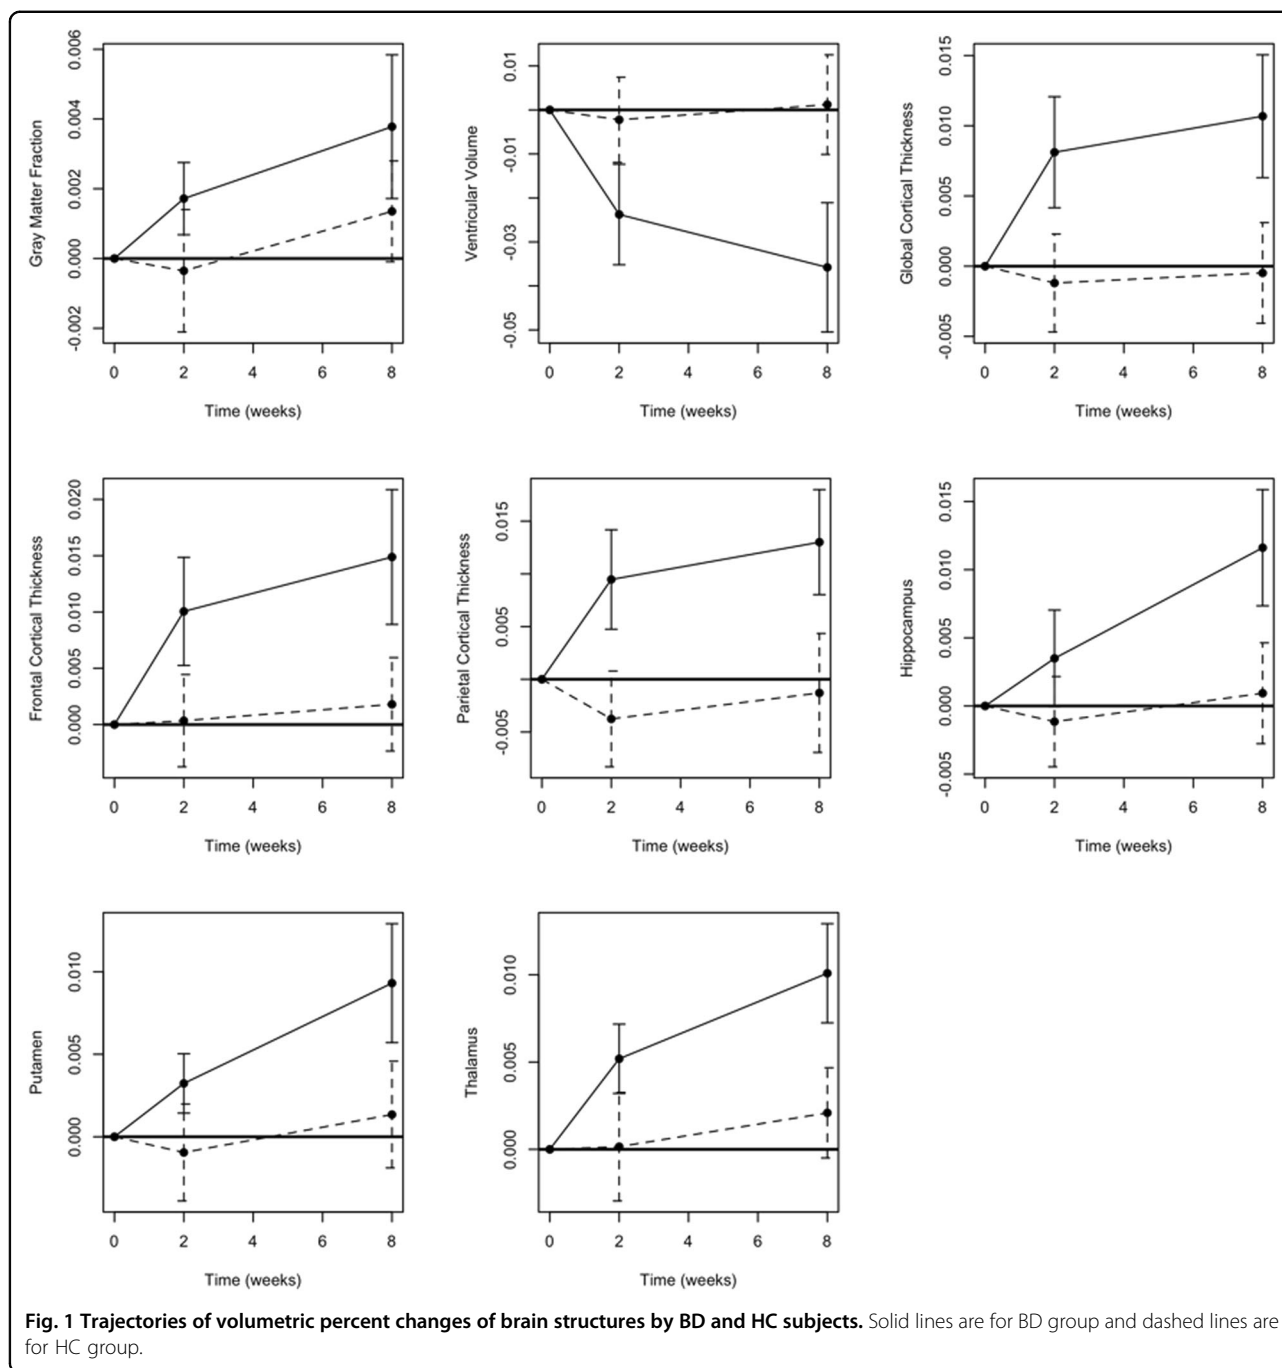 0.006
0.004
0.002
0.000
-0.002
Gray Matter Fraction
0 2 4 6 8
Time (weeks)
0.01
-0.01
-0.03
-0.05
Ventricular Volume
0 2 4 6 8
Time (weeks)
0.015
0.010
0.005
0.000
-0.005
Global Cortical Thickness
0 2 4 6 8
Time (weeks)
0.020
0.015
0.010
0.005
0.000
Frontal Cortical Thickness
0 2 4 6 8
Time (weeks)
0.015
0.005
-0.005
Parietal Cortical Thickness
0 2 4 6 8
Time (weeks)
0.015
0.010
0.005
0.000
-0.005
Hippocampus
0 2 4 6 8
Time (weeks)
0.010
0.005
0.000
Putamen
0 2 4 6 8
Time (weeks)
0.010
0.005
0.000
Thalamus
0 2 4 6 8
Time (weeks)
Fig. 1 Trajectories of volumetric percent changes of brain structures by BD and HC subjects. Solid lines are for BD group and dashed lines are
for HC group.